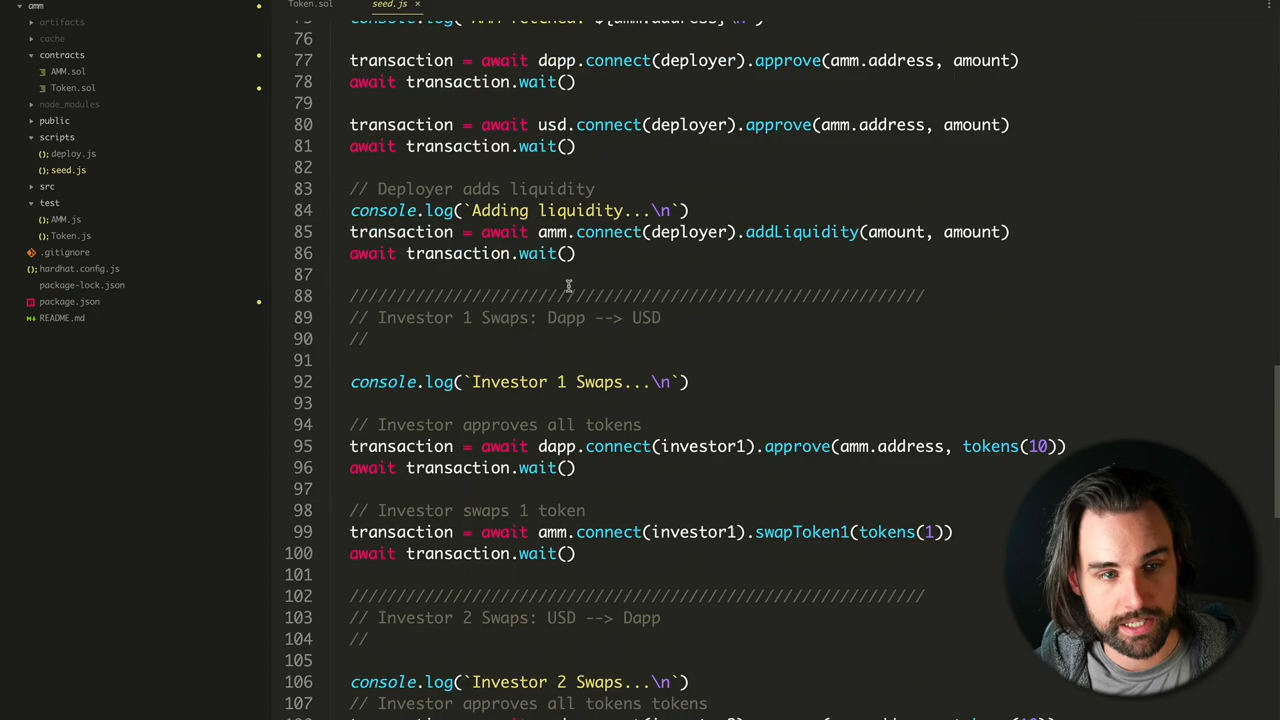 amm
artifacts
cache
contracts
AMM.sol
Token.sol
node_modules
public
scripts
deploy.js
seed.js
src
test
AMM.js
Token.js
.gitignore
hardhat.config.js
package-lock.json
package.json
README.md
Token.sol
seed.js ×
76
77 transaction = await dapp.connect(deployer).approve(amm.address, amount)
78 await transaction.wait()
79
80 transaction = await usd.connect(deployer).approve(amm.address, amount)
81 await transaction.wait()
82
83 // Deployer adds liquidity
84 console.log(`Adding liquidity...\n`)
85 transaction = await amm.connect(deployer).addLiquidity(amount, amount)
86 await transaction.wait()
87
88 /////////////////////////////////////////////////////////////
89 // Investor 1 Swaps: Dapp --> USD
90 //
91
92 console.log(`Investor 1 Swaps...\n`)
93
94 // Investor approves all tokens
95 transaction = await dapp.connect(investor1).approve(amm.address, tokens(10))
96 await transaction.wait()
97
98 // Investor swaps 1 token
99 transaction = await amm.connect(investor1).swapToken1(tokens(1))
100 await transaction.wait()
101
102 /////////////////////////////////////////////////////////////
103 // Investor 2 Swaps: USD --> Dapp
104 //
105
106 console.log(`Investor 2 Swaps...\n`)
107 // Investor approves all tokens tokens